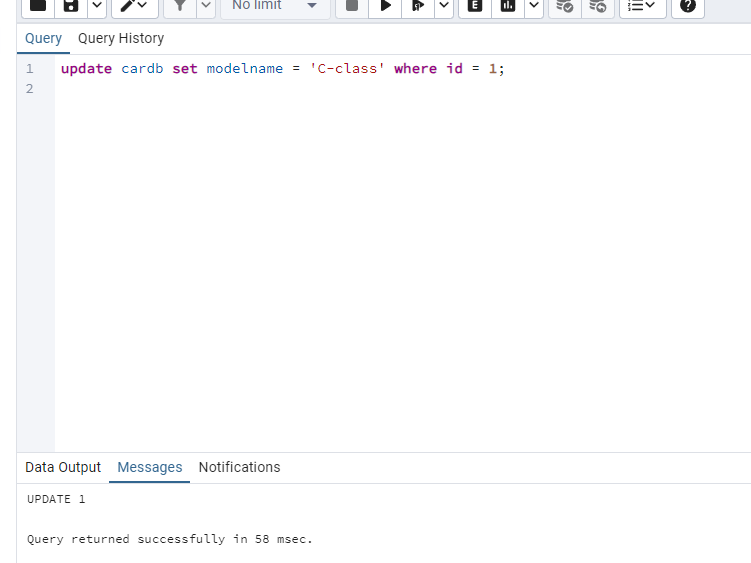 No limit
E
Query Query History
1 update cardb set modelname = 'C-class' where id = 1;
2
Data Output Messages Notifications
UPDATE 1
Query returned successfully in 58 msec.